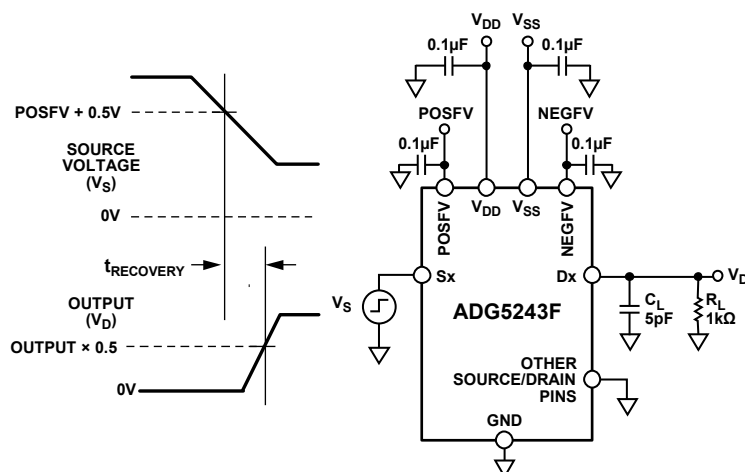 POSFV + 0.5V
SOURCE
VOLTAGE
(VS)
0V
tRECOVERY
OUTPUT
(VD)
OUTPUT × 0.5
0V
VDD
VSS
0.1µF
0.1µF
POSFV
NEGFV
0.1µF
0.1µF
POSFV
VDD
VSS
NEGFV
Sx
Dx
VS
ADG5243F
VD
CL
5pF
RL
1kΩ
OTHER
SOURCE/DRAIN
PINS
GND